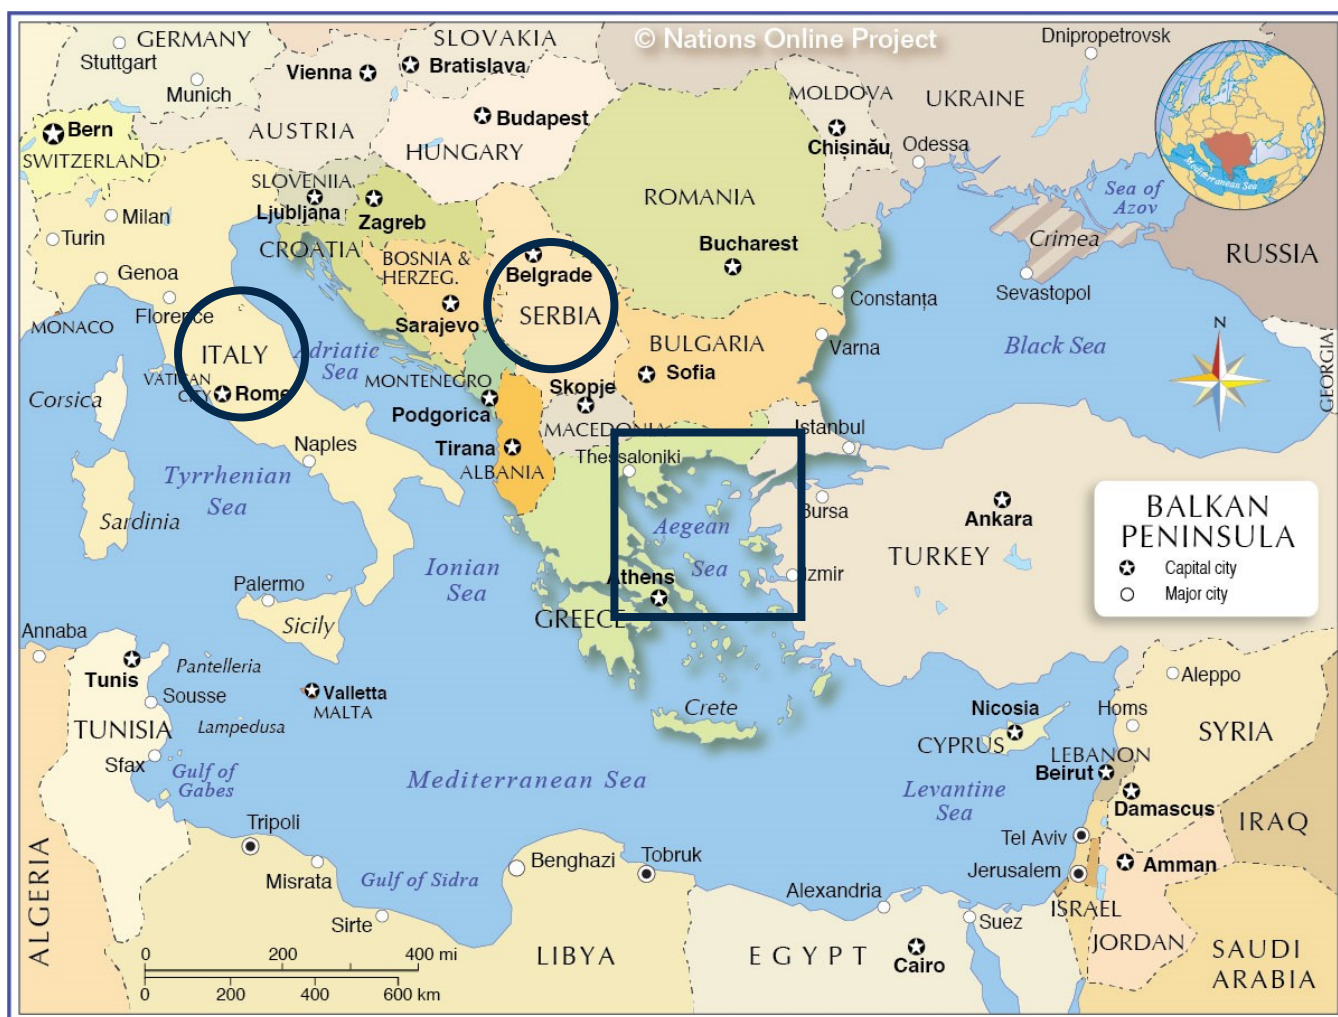 © Nations Online Project
GERMANY
Stuttgart
Munich
SLOVAKIA
Vienna
Bratislava
Dnipropetrovsk
MOLDOVA
UKRAINE
Bern
SWITZERLAND
AUSTRIA
Budapest
HUNGARY
Chișinău
Odessa
Mediterranean Sea
SLOVENIIA
Ljubljana
Zagreb
ROMANIA
Sea of
Azov
Milan
Turin
CROATIA
BOSNIA &
HERZEG.
Belgrade
Bucharest
Crimea
RUSSIA
Genoa
Florence
Sarajevo
SERBIA
Constanța
Sevastopol
MONACO
ITALY
Adriatic
Sea
BULGARIA
Varna
Black Sea
N
GEORGIA
VATICAN
CITY
Rome
MONTENEGRO
Skopje
Sofia
Corsica
Podgorica
MACEDONIA
Istanbul
Naples
Tirana
ALBANIA
Thessaloniki
Tyrrhenian
Sea
Sardinia
Aegean
Sea
Bursa
Ankara
BALKAN
PENINSULA
Capital city
Major city
TURKEY
Ionian
Sea
Athens
Izmir
Palermo
Sicily
GREECE
Annaba
Tunis
Pantelleria
Sousse
Valletta
MALTA
Aleppo
TUNISIA
Lampedusa
Crete
Nicosia
CYPRUS
Homs
SYRIA
Sfax
Gulf of
Gabes
Mediterranean Sea
LEBANON
Beirut
Levantine
Sea
Damascus
IRAQ
Tripoli
Misrata
Gulf of Sidra
Benghazi
Tobruk
Tel Aviv
Jerusalem
Amman
ALGERIA
Sirte
Alexandria
Suez
ISRAEL
JORDAN
LIBYA
EGYPT
Cairo
SAUDI
ARABIA
0 200 400 mi
0 200 400 600 km